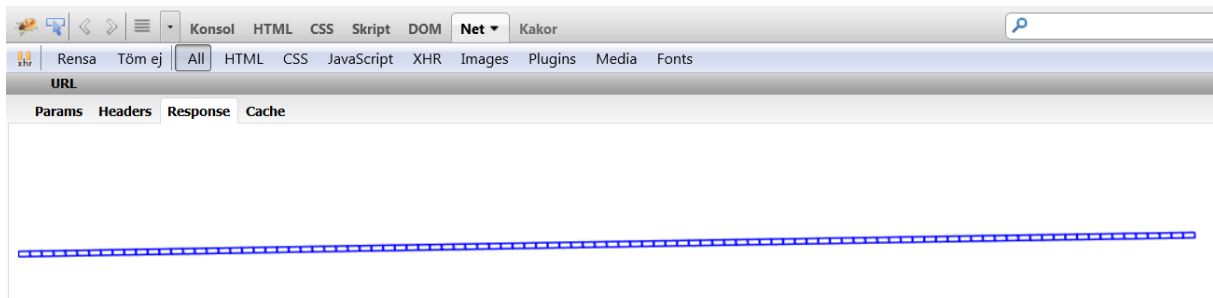 Konsol HTML CSS Skript DOM Net Kakor
xhr Rensa Töm ej All HTML CSS JavaScript XHR Images Plugins Media Fonts
URL
Params Headers Response Cache